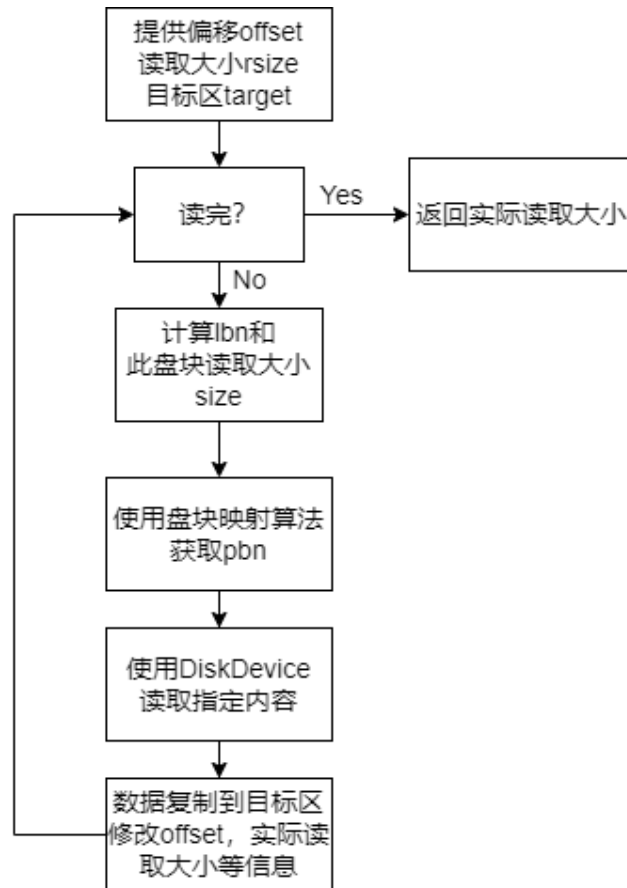 提供偏移offset
读取大小rsize
目标区target
读完?
Yes
返回实际读取大小
No
计算lbn和
此盘块读取大小
size
使用盘块映射算法
获取pbn
使用DiskDevice
读取指定内容
数据复制到目标区
修改offset，实际读
取大小等信息